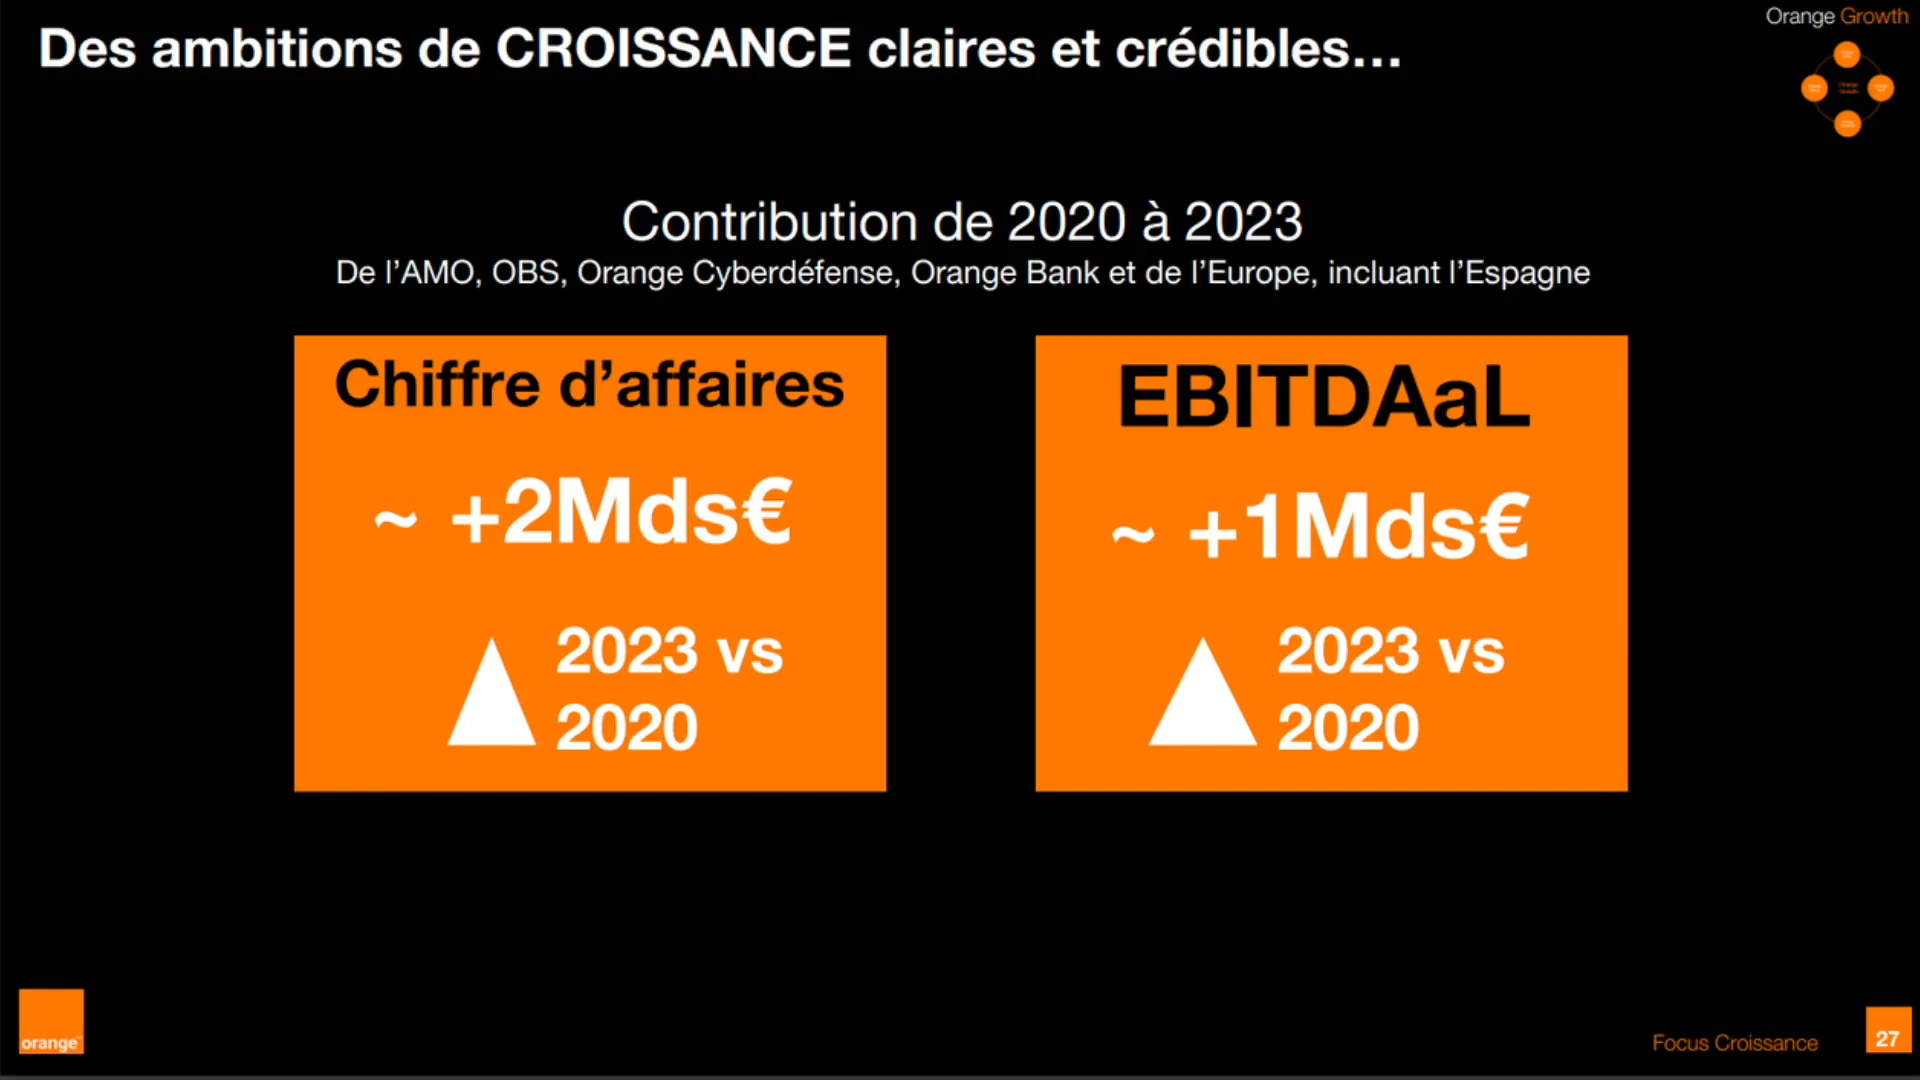 Orange Growth
Des ambitions de CROISSANCE claires et crédibles...
Contribution de 2020 à 2023
De l’AMO, OBS, Orange Cyberdéfense, Orange Bank et de l’Europe, incluant l’Espagne
Chiffre d’affaires
~ +2Mds€
2023 vs
2020
EBITDAaL
~ +1Mds€
2023 vs
2020
orange
Focus Croissance
27